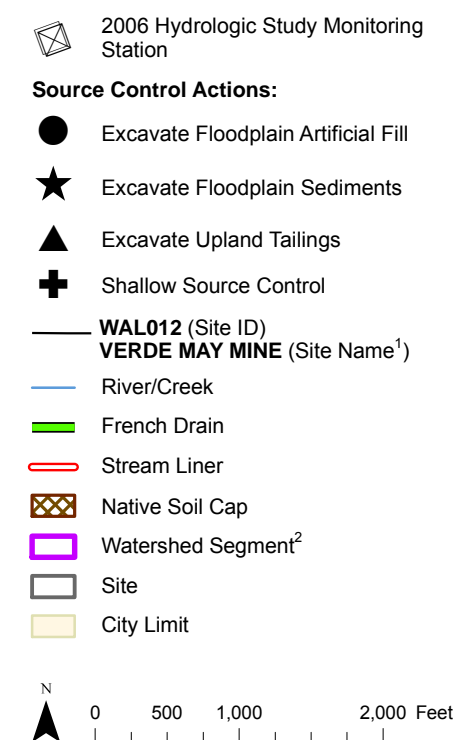 2006 Hydrologic Study Monitoring
Station
Source Control Actions:
Excavate Floodplain Artificial Fill
Excavate Floodplain Sediments
Excavate Upland Tailings
Shallow Source Control
WAL012 (Site ID)
VERDE MAY MINE (Site Name¹)
River/Creek
French Drain
Stream Liner
Native Soil Cap
Watershed Segment²
Site
City Limit
N
0 500 1,000 2,000 Feet